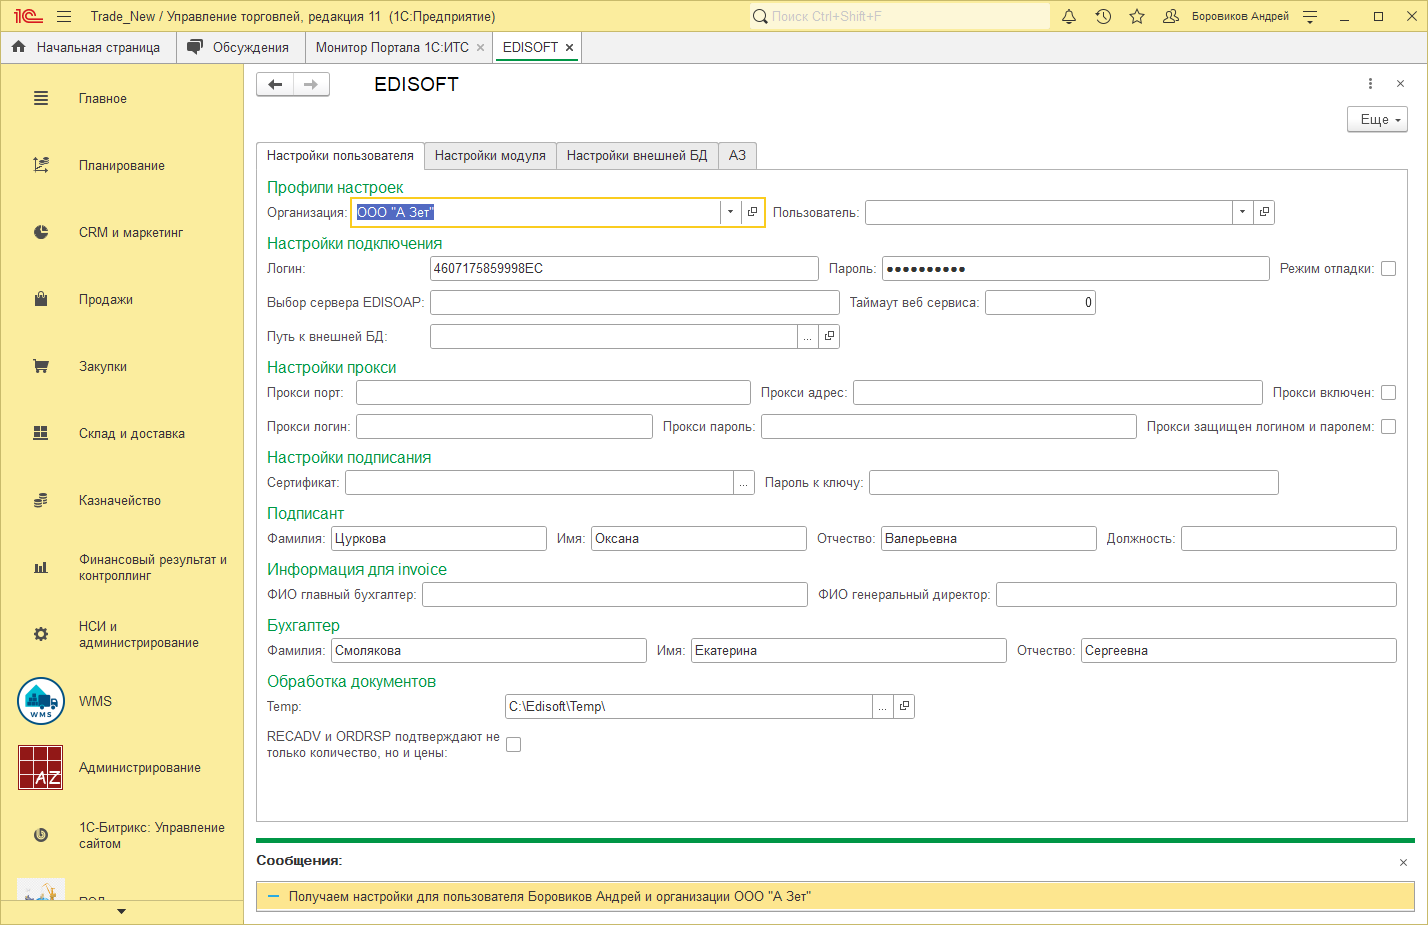 1С Trade_New / Управление торговлей, редакция 11 (1С:Предприятие)
Поиск Ctrl+Shift+F
Боровиков Андрей
Начальная страница
Обсуждения
Монитор Портала 1С:ИТС ×
EDISOFT ×
Главное
Планирование
CRM и маркетинг
Продажи
Закупки
Склад и доставка
Казначейство
Финансовый результат и
контроллинг
НСИ и
администрирование
WMS
WMS
AZ
Администрирование
1С-Битрикс: Управление
сайтом
EDISOFT
Еще
Настройки пользователя
Настройки модуля
Настройки внешней БД
АЗ
Профили настроек
Организация: ООО "А Зет"
Пользователь:
Настройки подключения
Логин: 4607175859998EC
Пароль: ●●●●●●●●●●
Режим отладки:
Выбор сервера EDISOAP:
Таймаут веб сервиса: 0
Путь к внешней БД: ...
Настройки прокси
Прокси порт:
Прокси адрес:
Прокси включен:
Прокси логин:
Прокси пароль:
Прокси защищен логином и паролем:
Настройки подписания
Сертификат: ...
Пароль к ключу:
Подписант
Фамилия: Цуркова
Имя: Оксана
Отчество: Валерьевна
Должность:
Информация для invoice
ФИО главный бухгалтер:
ФИО генеральный директор:
Бухгалтер
Фамилия: Смолякова
Имя: Екатерина
Отчество: Сергеевна
Обработка документов
Temp: C:\Edisoft\Temp\ ...
RECADV и ORDRSP подтверждают не
только количество, но и цены:
Сообщения:
Получаем настройки для пользователя Боровиков Андрей и организации ООО "А Зет"